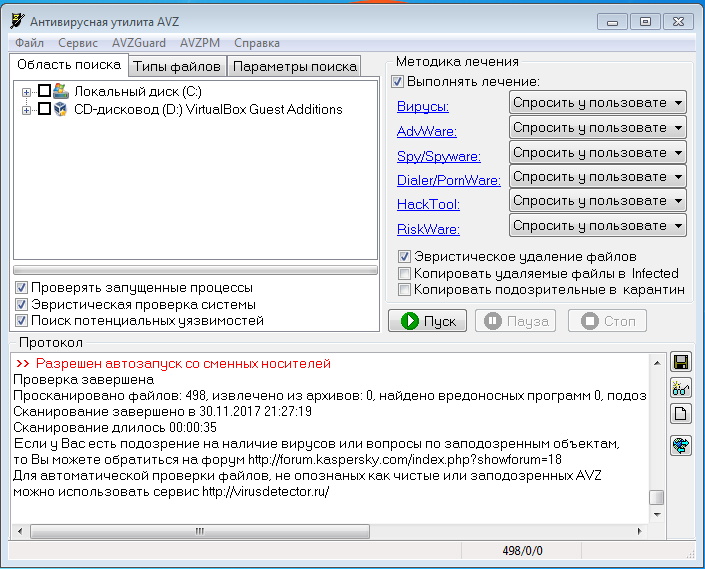 Антивирусная утилита AVZ
Файл Сервис AVZGuard AVZPM Справка
Область поиска Типы файлов Параметры поиска
Локальный диск (C:)
CD-дисковод (D:) VirtualBox Guest Additions
Проверять запущенные процессы
Эвристическая проверка системы
Поиск потенциальных уязвимостей
Методика лечения
Выполнять лечение:
Вирусы: Спросить у пользовате
AdvWare: Спросить у пользовате
Spy/Spyware: Спросить у пользовате
Dialer/PornWare: Спросить у пользовате
HackTool: Спросить у пользовате
RiskWare: Спросить у пользовате
Эвристическое удаление файлов
Копировать удаляемые файлы в Infected
Копировать подозрительные в карантин
Пуск Пауза Стоп
Протокол
>> Разрешен автозапуск со сменных носителей
Проверка завершена
Просканировано файлов: 498, извлечено из архивов: 0, найдено вредоносных программ 0, подоз
Сканирование завершено в 30.11.2017 21:27:19
Сканирование длилось 00:00:35
Если у Вас есть подозрение на наличие вирусов или вопросы по заподозренным объектам,
то Вы можете обратиться на форум http://forum.kaspersky.com/index.php?showforum=18
Для автоматической проверки файлов, не опознаных как чистые или заподозренных AVZ
можно использовать сервис http://virusdetector.ru/
498/0/0